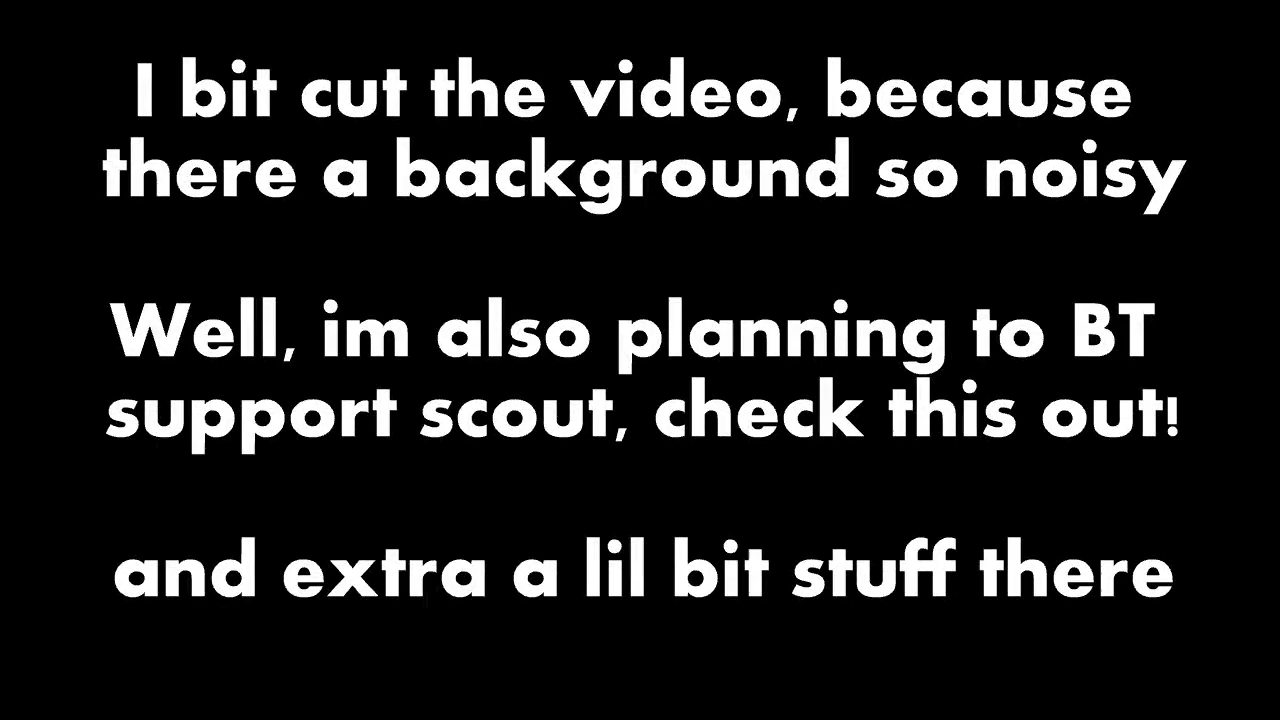 I bit cut the video, because
there a background so noisy
Well, im also planning to BT
support scout, check this out!
and extra a lil bit stuff there